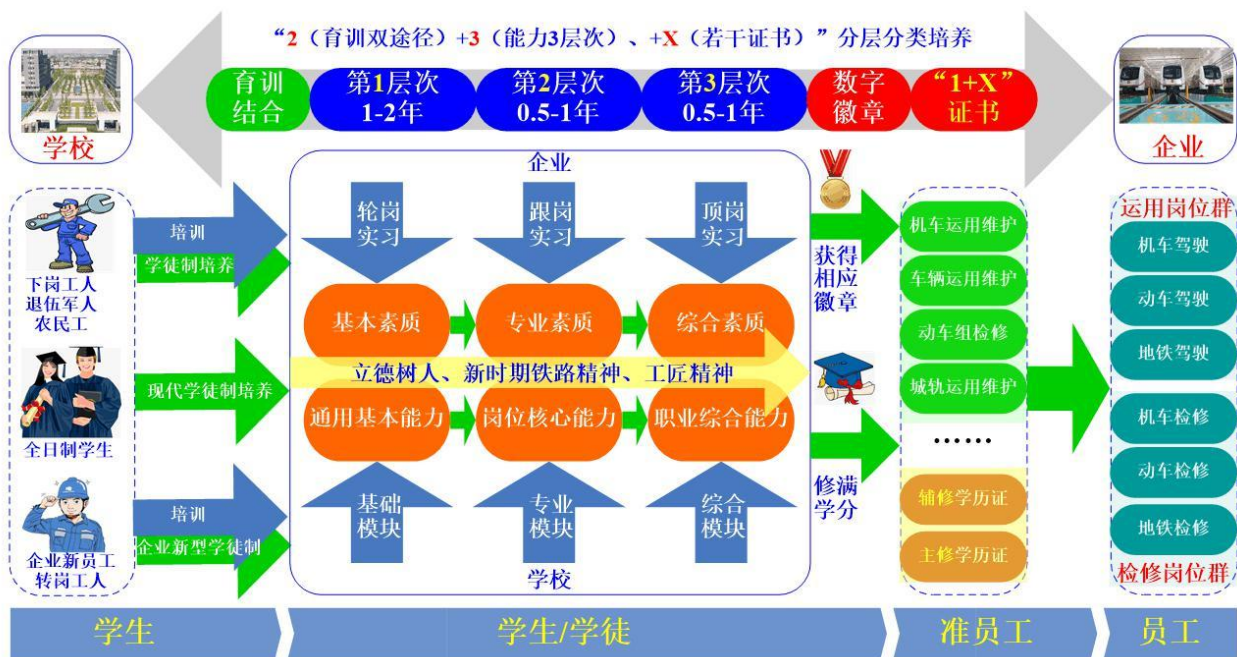 “2（育训双途径）+3（能力3层次）、+X（若干证书）”分层分类培养
育训
结合
第1层次
1-2年
第2层次
0.5-1年
第3层次
0.5-1年
数字
徽章
“1+X”
证书
学校
企业
下岗工人
退伍军人
农民工
全日制学生
企业新员工
转岗工人
培训
学徒制培养
现代学徒制培养
培训
企业新型学徒制
企业
轮岗
实习
跟岗
实习
顶岗
实习
基本素质
专业素质
综合素质
立德树人、新时期铁路精神、工匠精神
通用基本能力
岗位核心能力
职业综合能力
基础
模块
专业
模块
综合
模块
学校
获得
相应
徽章
修满
学分
机车运用维护
车辆运用维护
动车组检修
城轨运用维护
······
辅修学历证
主修学历证
运用岗位群
机车驾驶
动车驾驶
地铁驾驶
机车检修
动车检修
地铁检修
检修岗位群
学生
学生/学徒
准员工
员工